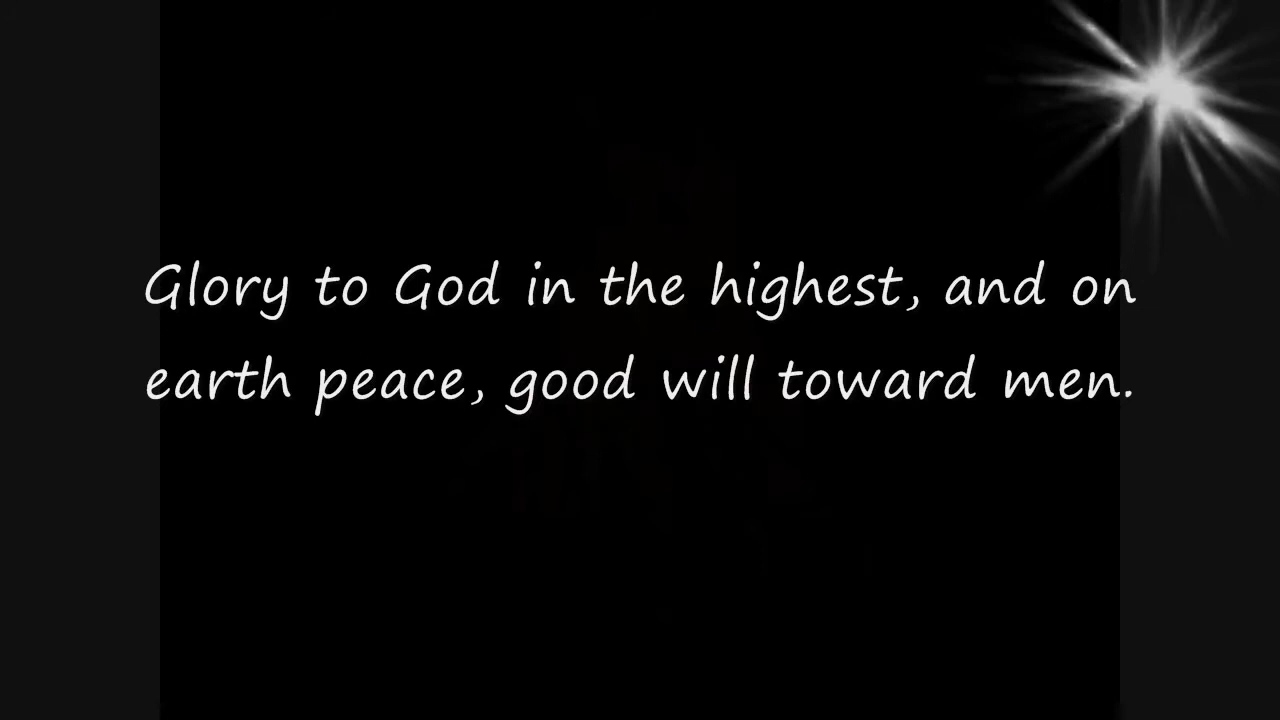 Glory to God in the highest, and on
earth peace, good will toward men.